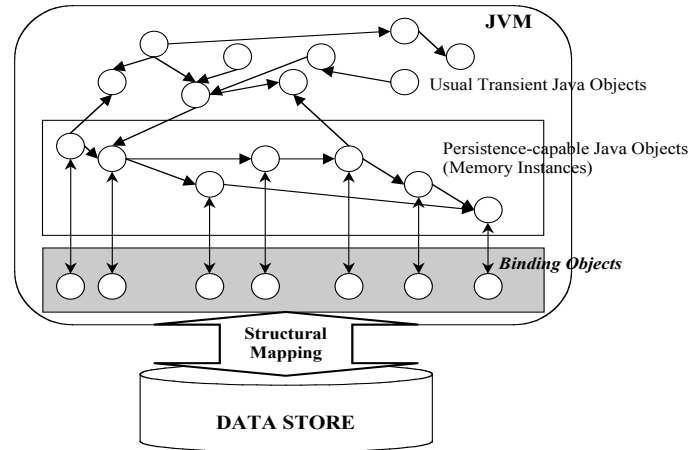 JVM
Usual Transient Java Objects
Persistence-capable Java Objects
(Memory Instances)
Binding Objects
Structural
Mapping
DATA STORE